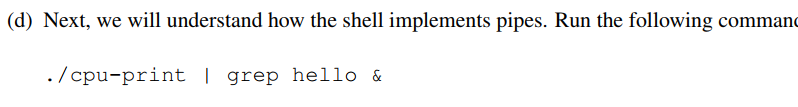 (d) Next, we will understand how the shell implements pipes. Run the following
./cpu-print | grep hello &